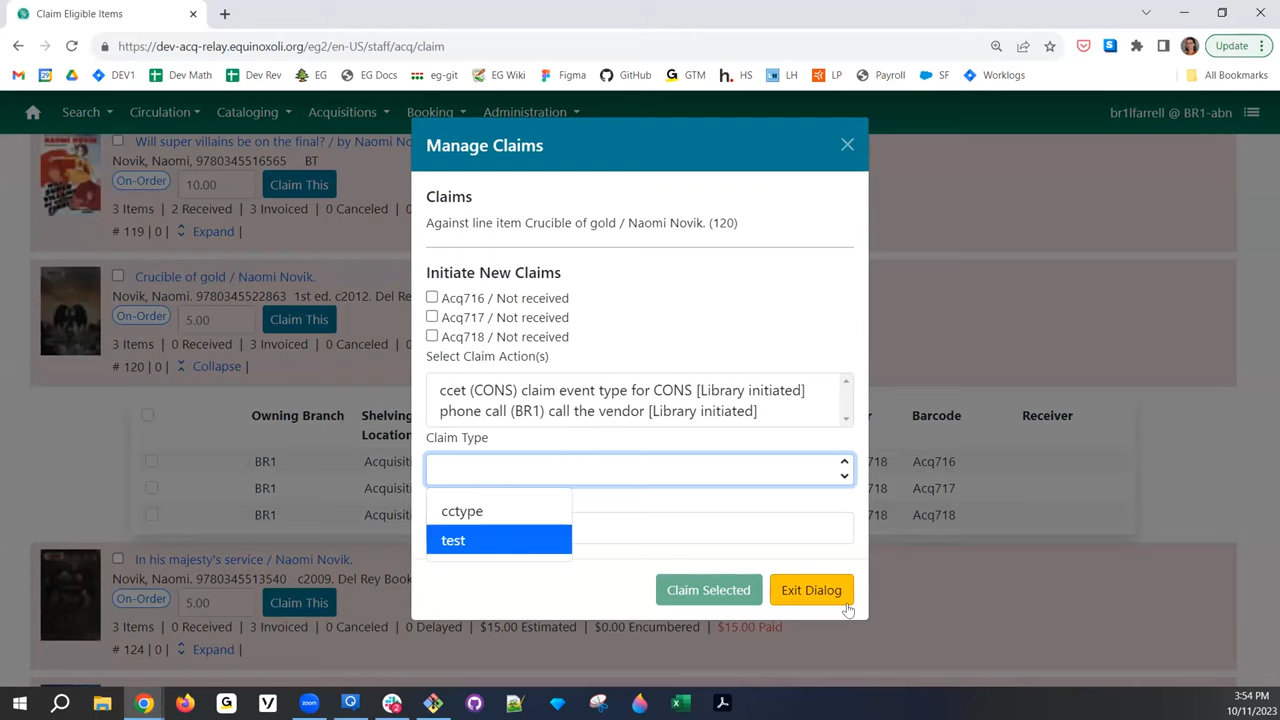 Claim Eligible Items
https://dev-acq-relay.equinoxoli.org/eg2/en-US/staff/acq/claim
Update
DEV1
Dev Math
Dev Rev
EG
EG Docs
eg-git
EG Wiki
Figma
GitHub
GTM
HS
LH
LP
Payroll
SF
Worklogs
All Bookmarks
Search
Circulation
Cataloging
Acquisitions
Booking
Administration
br1lfarrell @ BR1-abn
Will super villains be on the final? / by Naomi No
Novik, Naomi, 9780345516565 BT
On-Order
10.00
Claim This
3 Items | 2 Received | 3 Invoiced | 0 Canceled |
# 119 | 0 | Expand |
Crucible of gold / Naomi Novik.
Novik, Naomi. 9780345522863 1st ed. c2012. Del Re
On-Order
5.00
Claim This
3 Items | 0 Received | 3 Invoiced | 0 Canceled |
# 120 | 0 | Collapse |
Owning Branch
Shelving
Location
Barcode
Receiver
BR1
Acquisiti
718
Acq716
BR1
Acquisiti
718
Acq717
BR1
Acquisiti
718
Acq718
In his majesty's service / Naomi Novik.
Novik, Naomi. 9780345513540 c2009. Del Rey Book
On-Order
5.00
Claim This
3 Items | 0 Received | 3 Invoiced | 0 Canceled | 0 Delayed | $15.00 Estimated | $0.00 Encumbered | $15.00 Paid
# 124 | 0 | Expand |
Manage Claims
Claims
Against line item Crucible of gold / Naomi Novik. (120)
Initiate New Claims
Acq716 / Not received
Acq717 / Not received
Acq718 / Not received
Select Claim Action(s)
ccet (CONS) claim event type for CONS [Library initiated]
phone call (BR1) call the vendor [Library initiated]
Claim Type
cctype
test
Claim Selected
Exit Dialog
3:54 PM
10/11/2023